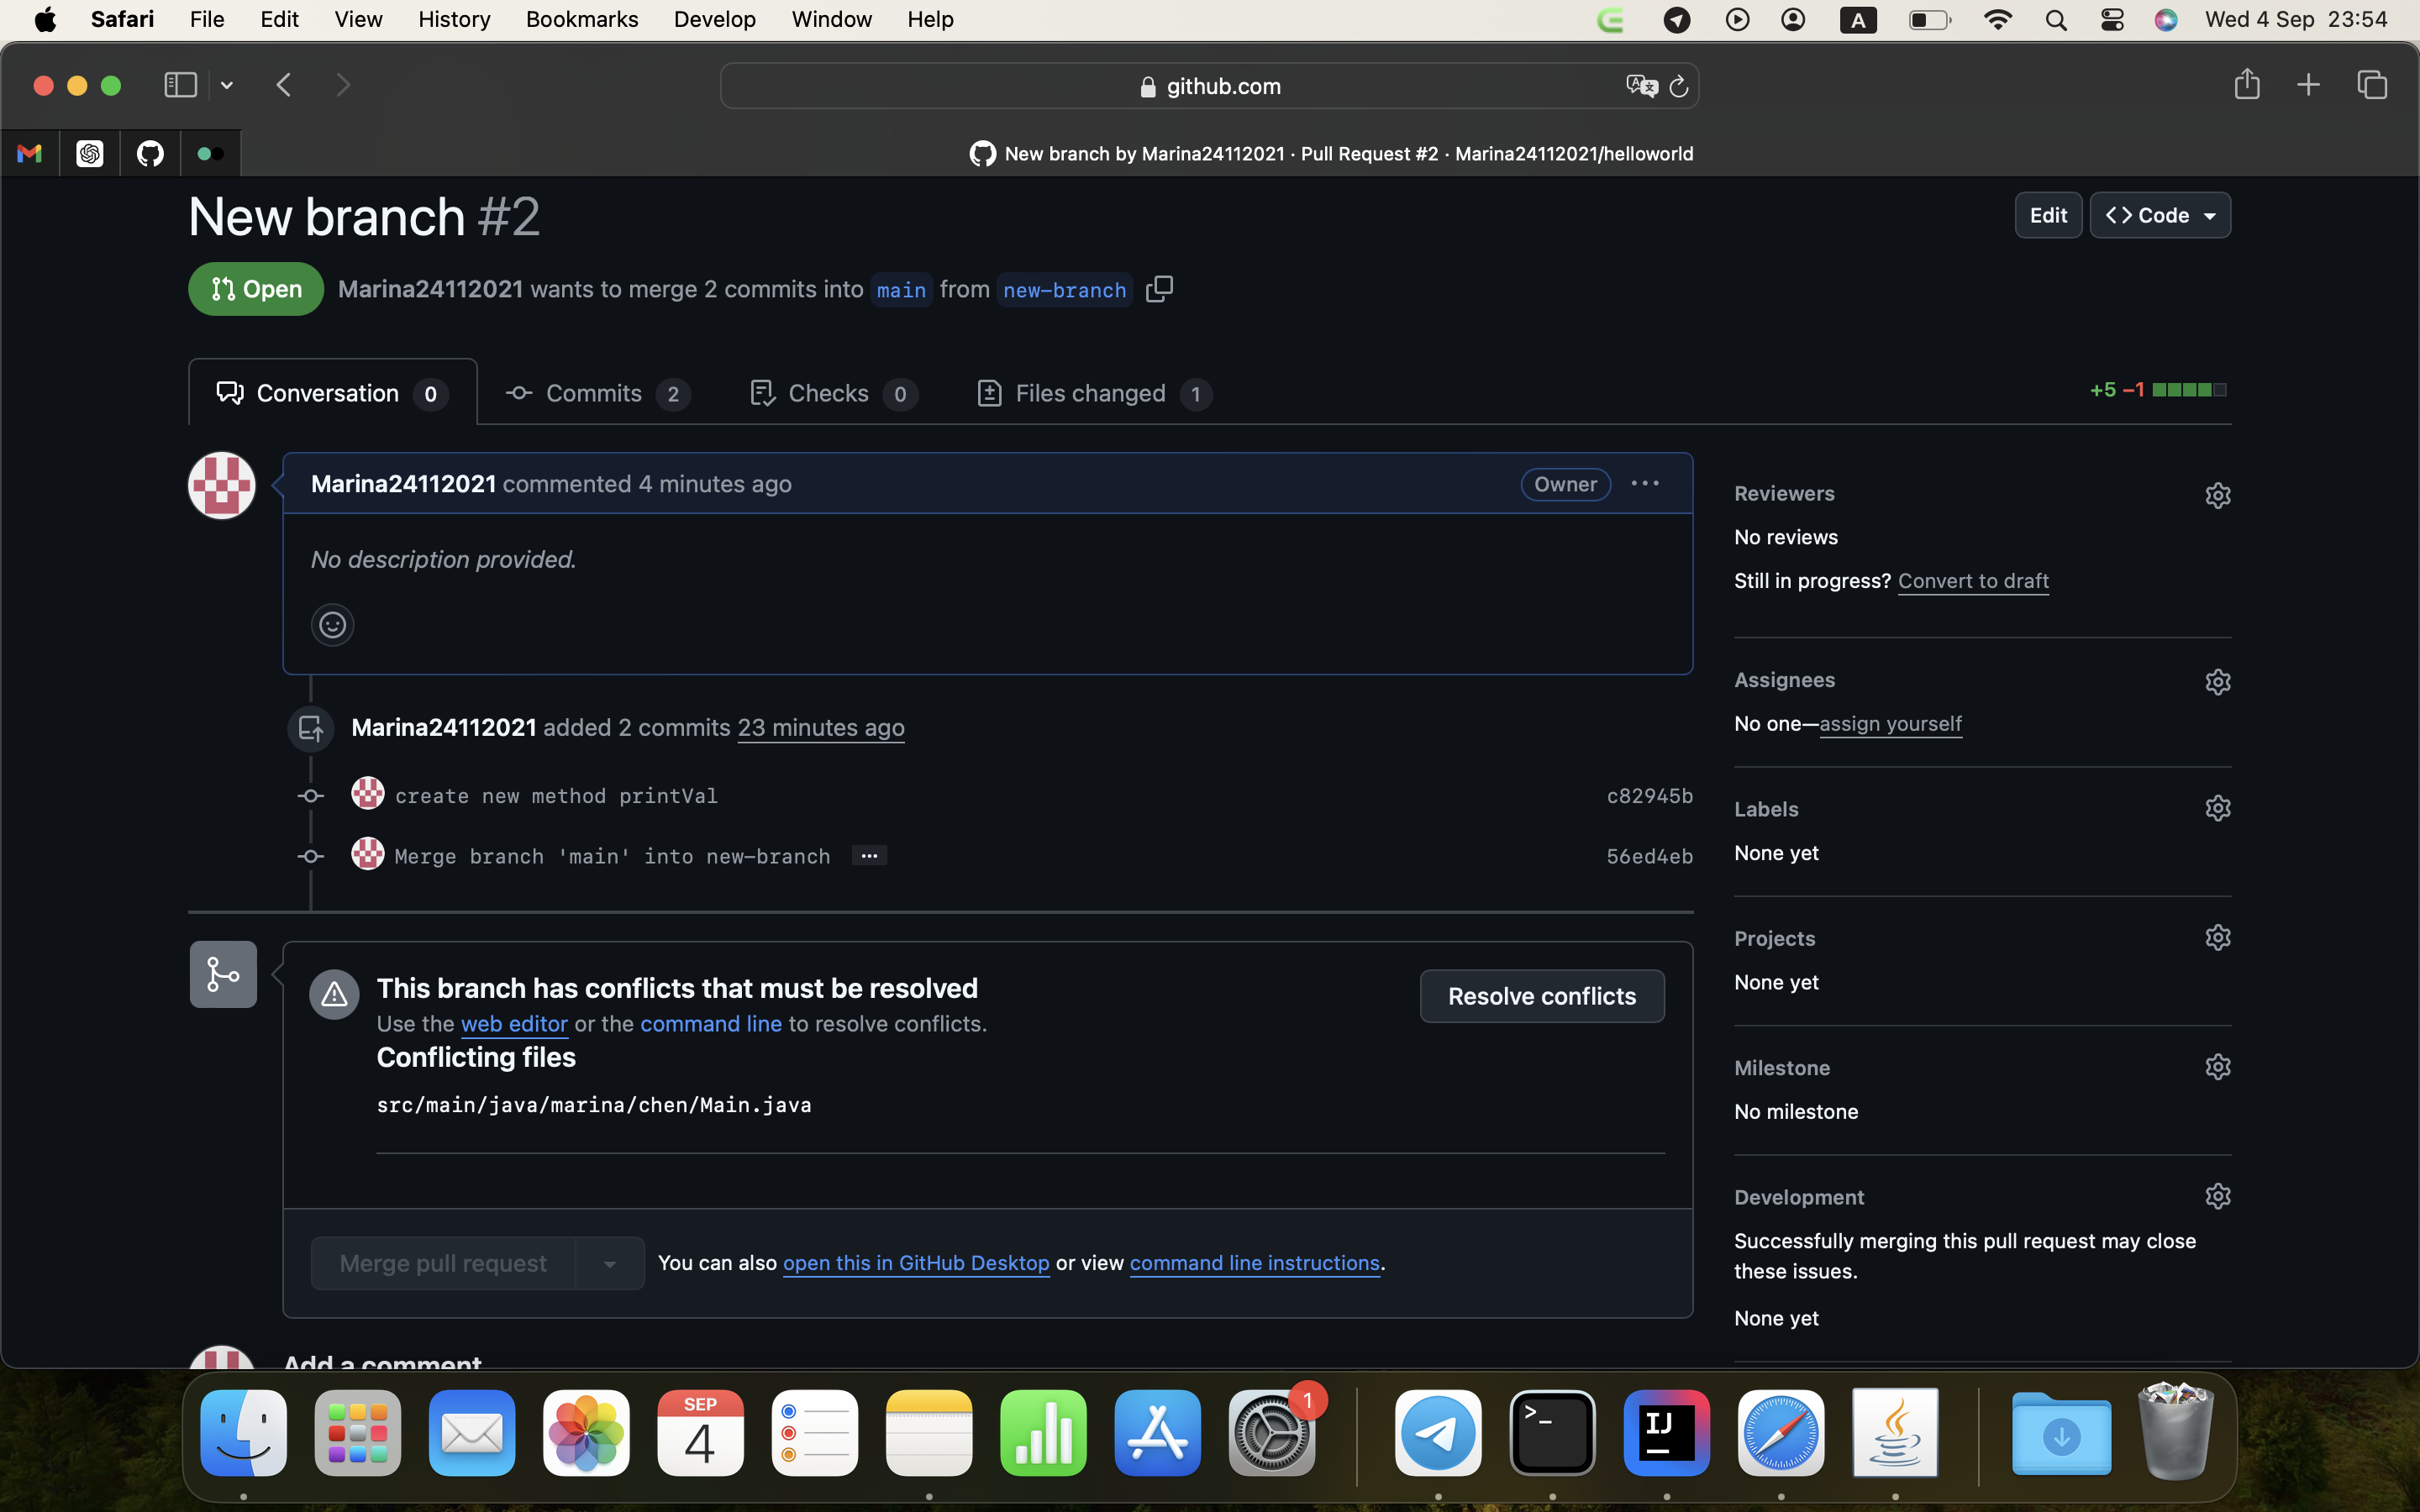 Safari File Edit View History Bookmarks Develop Window Help
A
Wed 4 Sep 23:54
github.com
New branch by Marina24112021 · Pull Request #2 · Marina24112021/helloworld
New branch #2
Edit
Code
Open
Marina24112021 wants to merge 2 commits into main from new-branch
Conversation 0
Commits 2
Checks 0
Files changed 1
+5 −1
Marina24112021 commented 4 minutes ago
Owner
No description provided.
Marina24112021 added 2 commits 23 minutes ago
create new method printVal
c82945b
Merge branch 'main' into new-branch
56ed4eb
This branch has conflicts that must be resolved
Use the web editor or the command line to resolve conflicts.
Resolve conflicts
Conflicting files
src/main/java/marina/chen/Main.java
Merge pull request
You can also open this in GitHub Desktop or view command line instructions.
Add a comment
Reviewers
No reviews
Still in progress? Convert to draft
Assignees
No one—assign yourself
Labels
None yet
Projects
None yet
Milestone
No milestone
Development
Successfully merging this pull request may close
these issues.
None yet
SEP
4
1
>_
IJ